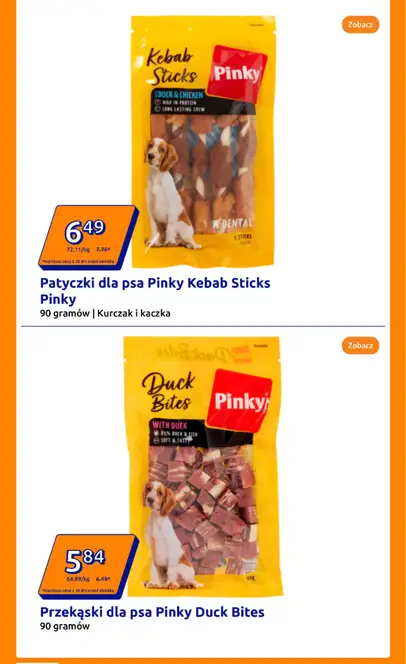 Zobacz
Kebab
Sticks
Pinky
DUCK & CHICKEN
HIGH IN PROTEIN
LONG LASTING CHEW
DENTAL
6 49
72.11/kg
Patyczki dla psa Pinky Kebab Sticks
Pinky
90 gramów | Kurczak i kaczka
Zobacz
Duck
Bites
Pinky
WITH DUCK
SOFT & TASTY
5 84
64.89/kg 6.49*
Przekąski dla psa Pinky Duck Bites
90 gramów